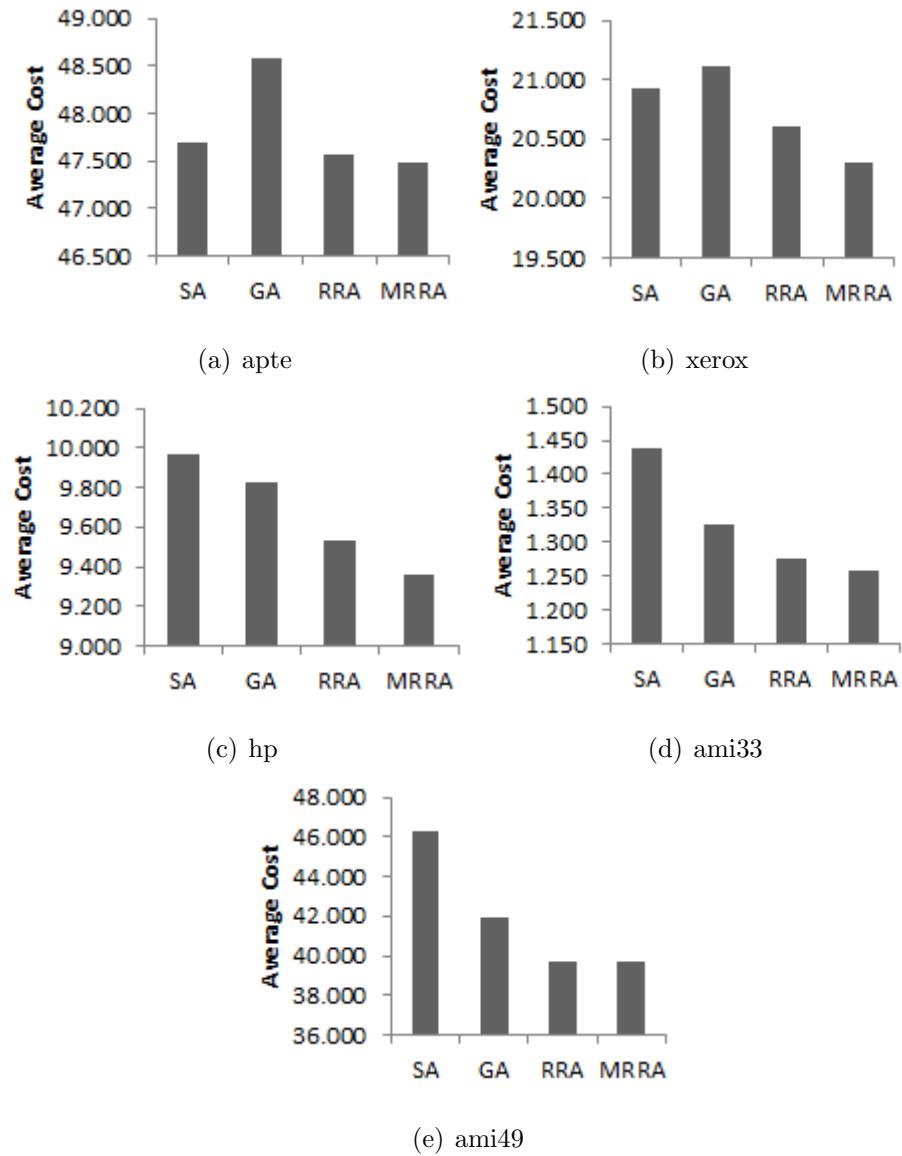 Average Cost
49.000
48.500
48.000
47.500
47.000
46.500
SA GA RRA MRRA
(a) apte
Average Cost
21.500
21.000
20.500
20.000
19.500
SA GA RRA MRRA
(b) xerox
Average Cost
10.200
10.000
9.800
9.600
9.400
9.200
9.000
SA GA RRA MRRA
(c) hp
Average Cost
1.500
1.450
1.400
1.350
1.300
1.250
1.200
1.150
SA GA RRA MRRA
(d) ami33
Average Cost
48.000
46.000
44.000
42.000
40.000
38.000
36.000
SA GA RRA MRRA
(e) ami49